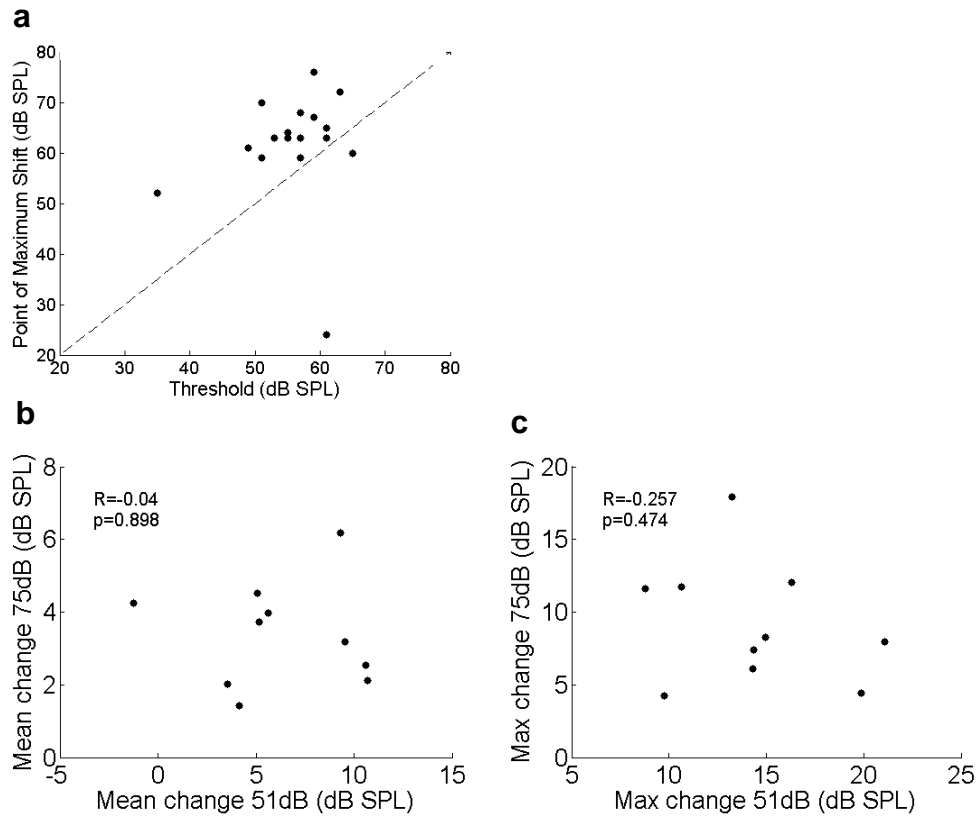 a
80
70
60
50
40
30
20
Point of Maximum Shift (dB SPL)
20 30 40 50 60 70 80
Threshold (dB SPL)
b
8
6
4
2
0
Mean change 75dB (dB SPL)
R=-0.04
p=0.898
-5 0 5 10 15
Mean change 51dB (dB SPL)
c
20
15
10
5
0
Max change 75dB (dB SPL)
R=-0.257
p=0.474
5 10 15 20 25
Max change 51dB (dB SPL)